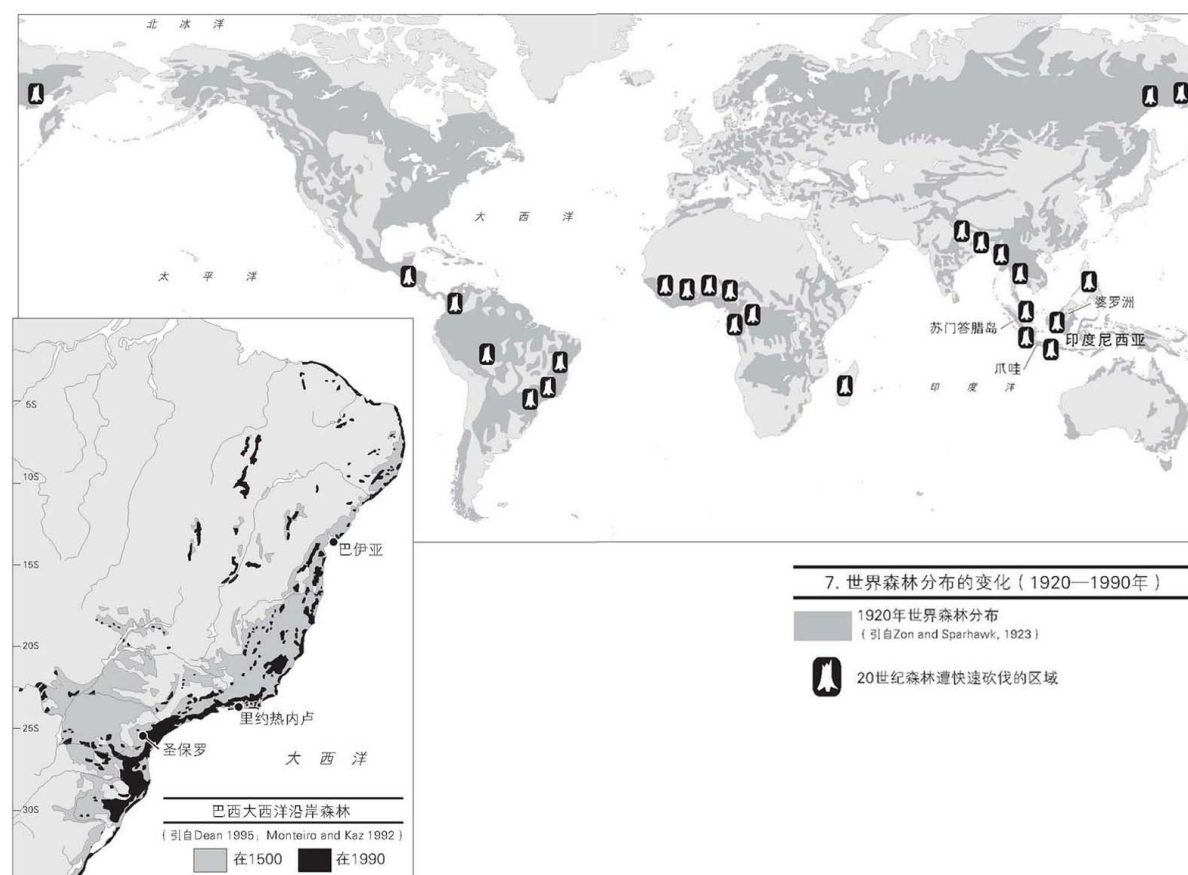 北 冰 洋
大 西 洋
太 平 洋
婆罗洲
苏门答腊岛
印度尼西亚
爪哇
印 度 洋
5S
10S
15S
20S
25S
30S
巴伊亚
里约热内卢
圣保罗
大 西 洋
巴西大西洋沿岸森林
(引自Dean 1995; Monteiro and Kaz 1992)
在1500
在1990
7. 世界森林分布的变化(1920—1990年)
1920年世界森林分布
(引自Zon and Sparhawk, 1923)
20世纪森林遭快速砍伐的区域